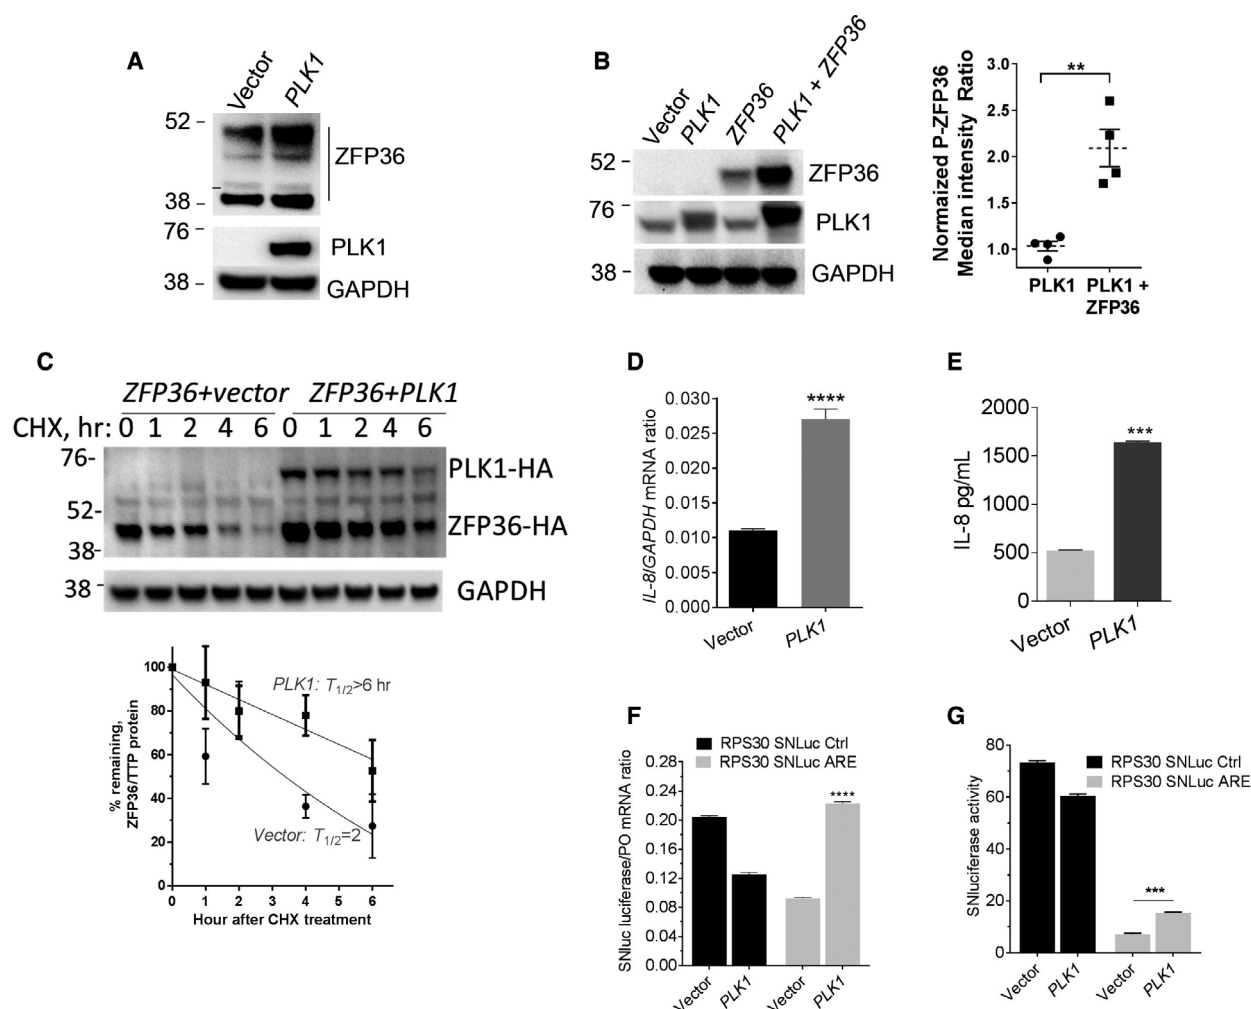 A
Vector
PLK1
52
ZFP36
38
76
PLK1
38
GAPDH
B
Vector
PLK1
ZFP36
PLK1 + ZFP36
52
ZFP36
76
PLK1
38
GAPDH
Normaized P-ZFP36
Median intensity Ratio
3.0
2.5
2.0
1.5
1.0
**
PLK1
PLK1 +
ZFP36
C
ZFP36+vector
ZFP36+PLK1
CHX, hr: 0 1 2 4 6 0 1 2 4 6
76-
PLK1-HA
52-
ZFP36-HA
38-
38
GAPDH
% remaining,
ZFP36/TTP protein
100
80
60
40
20
0
PLK1: T1/2>6 hr
Vector: T1/2=2
0 1 2 3 4 5 6
Hour after CHX treatment
D
IL-8/GAPDH mRNA ratio
0.030
0.025
0.020
0.015
0.010
0.005
0.000
****
Vector
PLK1
E
IL-8 pg/mL
2000
1500
1000
500
0
***
Vector
PLK1
F
RPS30 SNLuc Ctrl
RPS30 SNLuc ARE
SNluc luciferase/PO mRNA ratio
0.28
0.24
0.20
0.16
0.12
0.08
0.04
0.00
****
Vector
PLK1
Vector
PLK1
G
RPS30 SNLuc Ctrl
RPS30 SNLuc ARE
SNluciferase activity
80
60
40
20
0
***
Vector
PLK1
Vector
PLK1